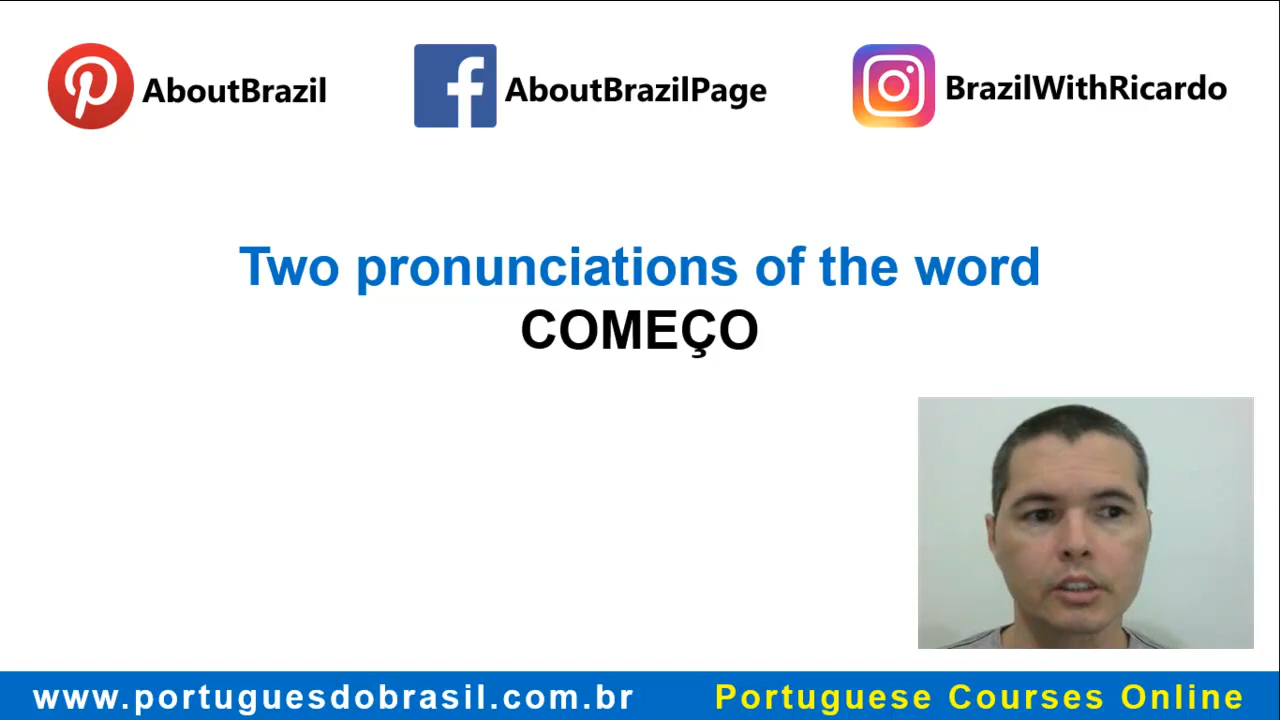 AboutBrazil
AboutBrazilPage
BrazilWithRicardo
Two pronunciations of the word
COMEÇO
www.portuguesdobrasil.com.br
Portuguese Courses Online